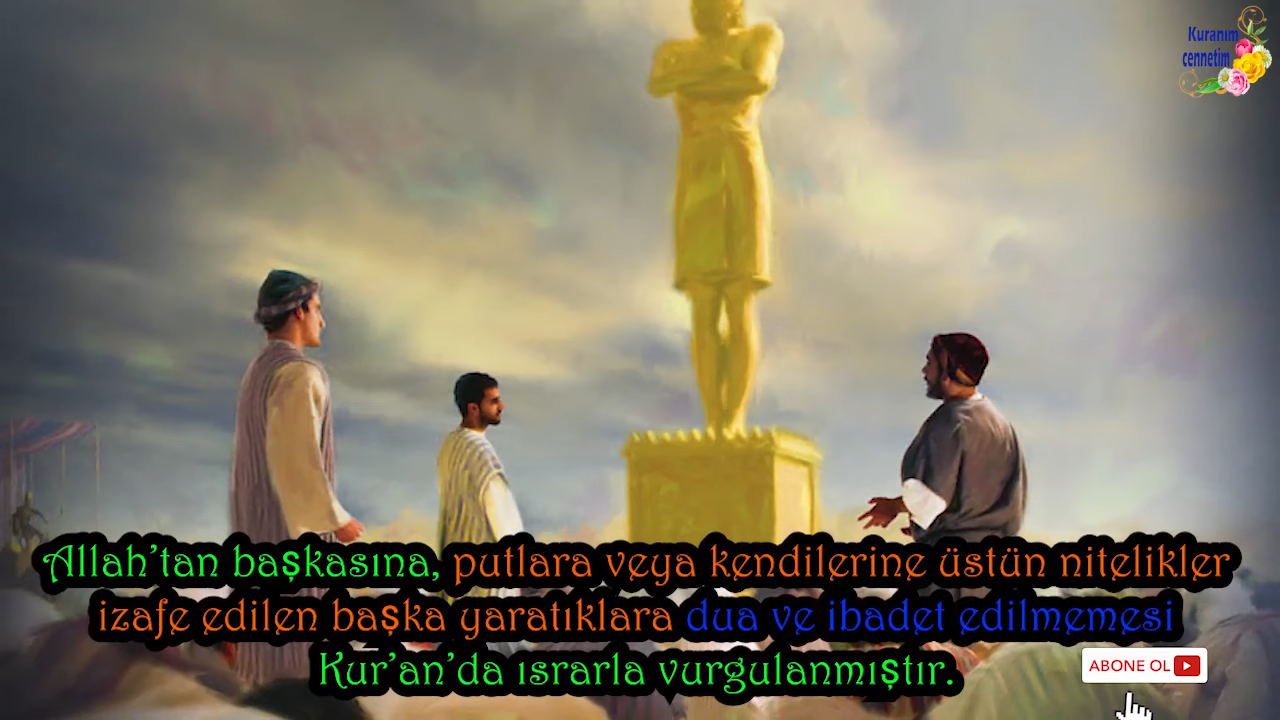 Kuranım
cennetim
Allah’tan başkasına, putlara veya kendilerine üstün nitelikler
izafe edilen başka yaratıklara dua ve ibadet edilmemesi
Kur’an’da ısrarla vurgulanmıştır.
ABONE OL